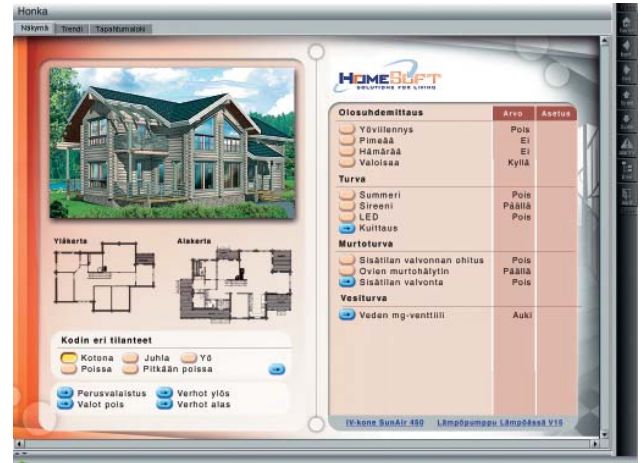 Honka
Näkymä Trendi Tapahtumaloki
HOMESOFT
SOLUTIONS FOR LIVING
Olosuhdemittaus Arvo Asetus
Yöviilennys Pois
Pimeää Ei
Hämärää Ei
Valoisaa Kyllä
Turva
Summeri Pois
Sireeni Päällä
LED Pois
Kuittaus
Murtoturva
Sisätilan valvonnan ohitus Pois
Ovien murtohälytin Päällä
Sisätilan valvonta Pois
Vesiturva
Veden mg-venttiili Auki
IV-kone SunAir 450 Lämpöpumppu Lämpöässä V15
Yläkerta Alakerta
Kodin eri tilanteet
Kotona Juhla Yö
Poissa Pitkään poissa
Perusvalaistus Verhot ylös
Valot pois Verhot alas